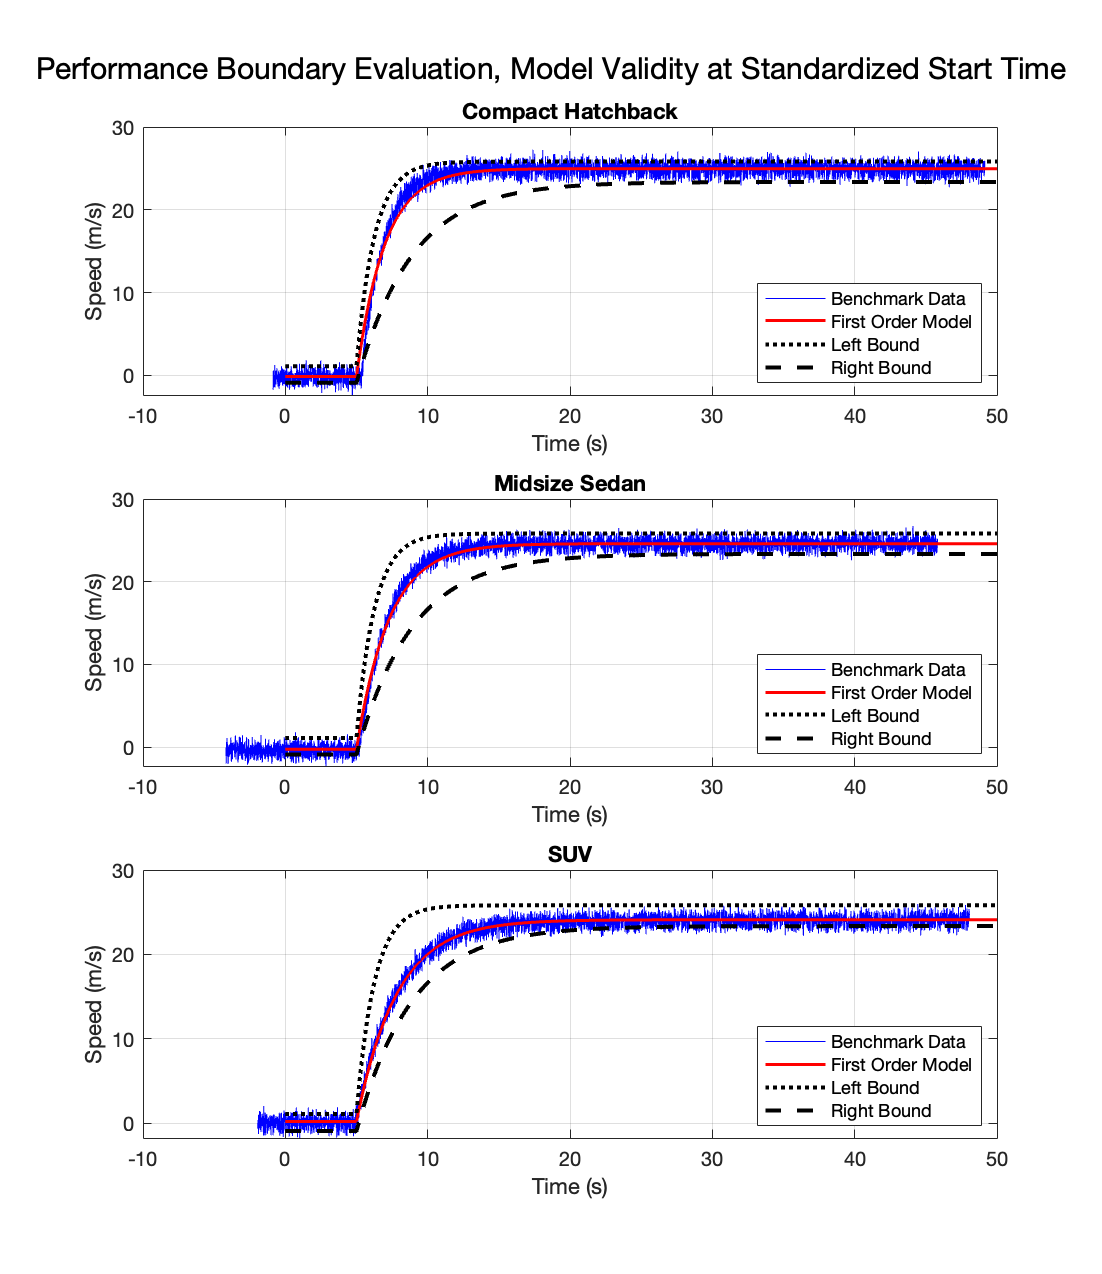 Performance Boundary Evaluation, Model Validity at Standardized Start Time
Compact Hatchback
30
20
10
0
Speed (m/s)
-10 0 10 20 30 40 50
Time (s)
Benchmark Data
First Order Model
Left Bound
Right Bound
Midsize Sedan
30
20
10
0
Speed (m/s)
-10 0 10 20 30 40 50
Time (s)
Benchmark Data
First Order Model
Left Bound
Right Bound
SUV
30
20
10
0
Speed (m/s)
-10 0 10 20 30 40 50
Time (s)
Benchmark Data
First Order Model
Left Bound
Right Bound